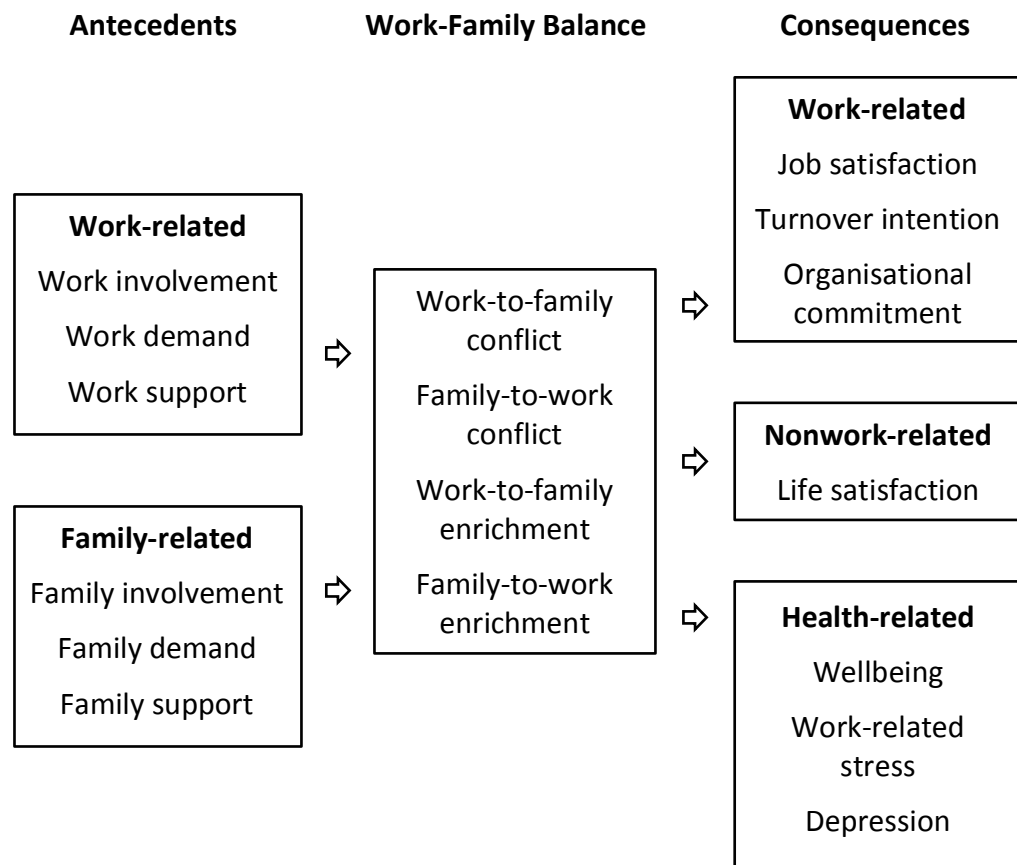 Antecedents
Work-Family Balance
Consequences
Work-related
Work involvement
Work demand
Work support
Family-related
Family involvement
Family demand
Family support
Work-to-family
conflict
Family-to-work
conflict
Work-to-family
enrichment
Family-to-work
enrichment
Work-related
Job satisfaction
Turnover intention
Organisational
commitment
Nonwork-related
Life satisfaction
Health-related
Wellbeing
Work-related
stress
Depression